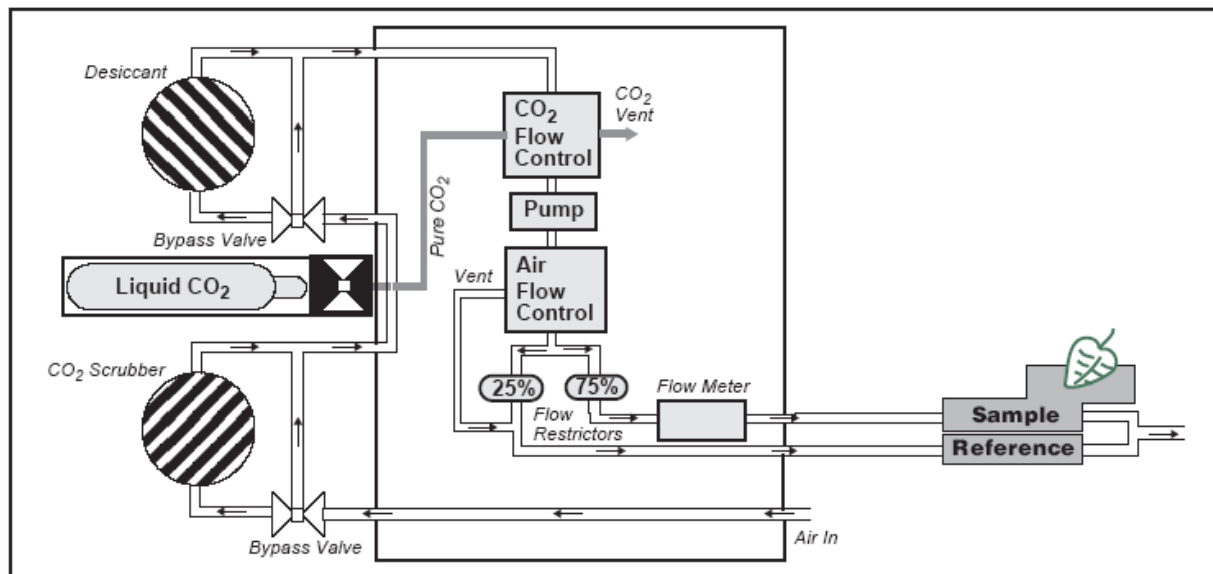 Desiccant
CO2
Vent
CO2
Flow
Control
Pure CO2
Pump
Bypass Valve
Liquid CO2
Vent
Air
Flow
Control
CO2 Scrubber
25%
75%
Flow Meter
Flow
Restrictors
Sample
Reference
Bypass Valve
Air In